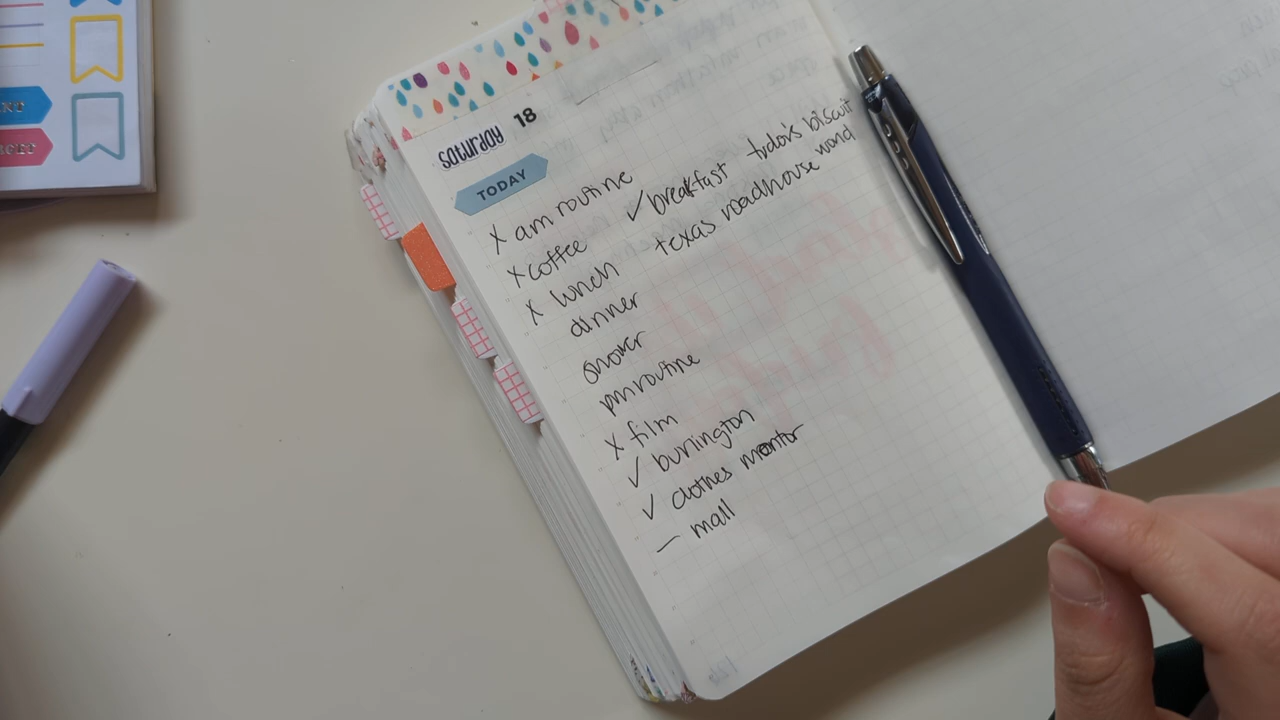 saturday 18
TODAY
x am routine
x coffee ✓ breakfast tudor's biscuit world
x lunch texas roadhouse
dinner
shower
pm routine
x film
✓ burlington
✓ clothes mentor
— mall